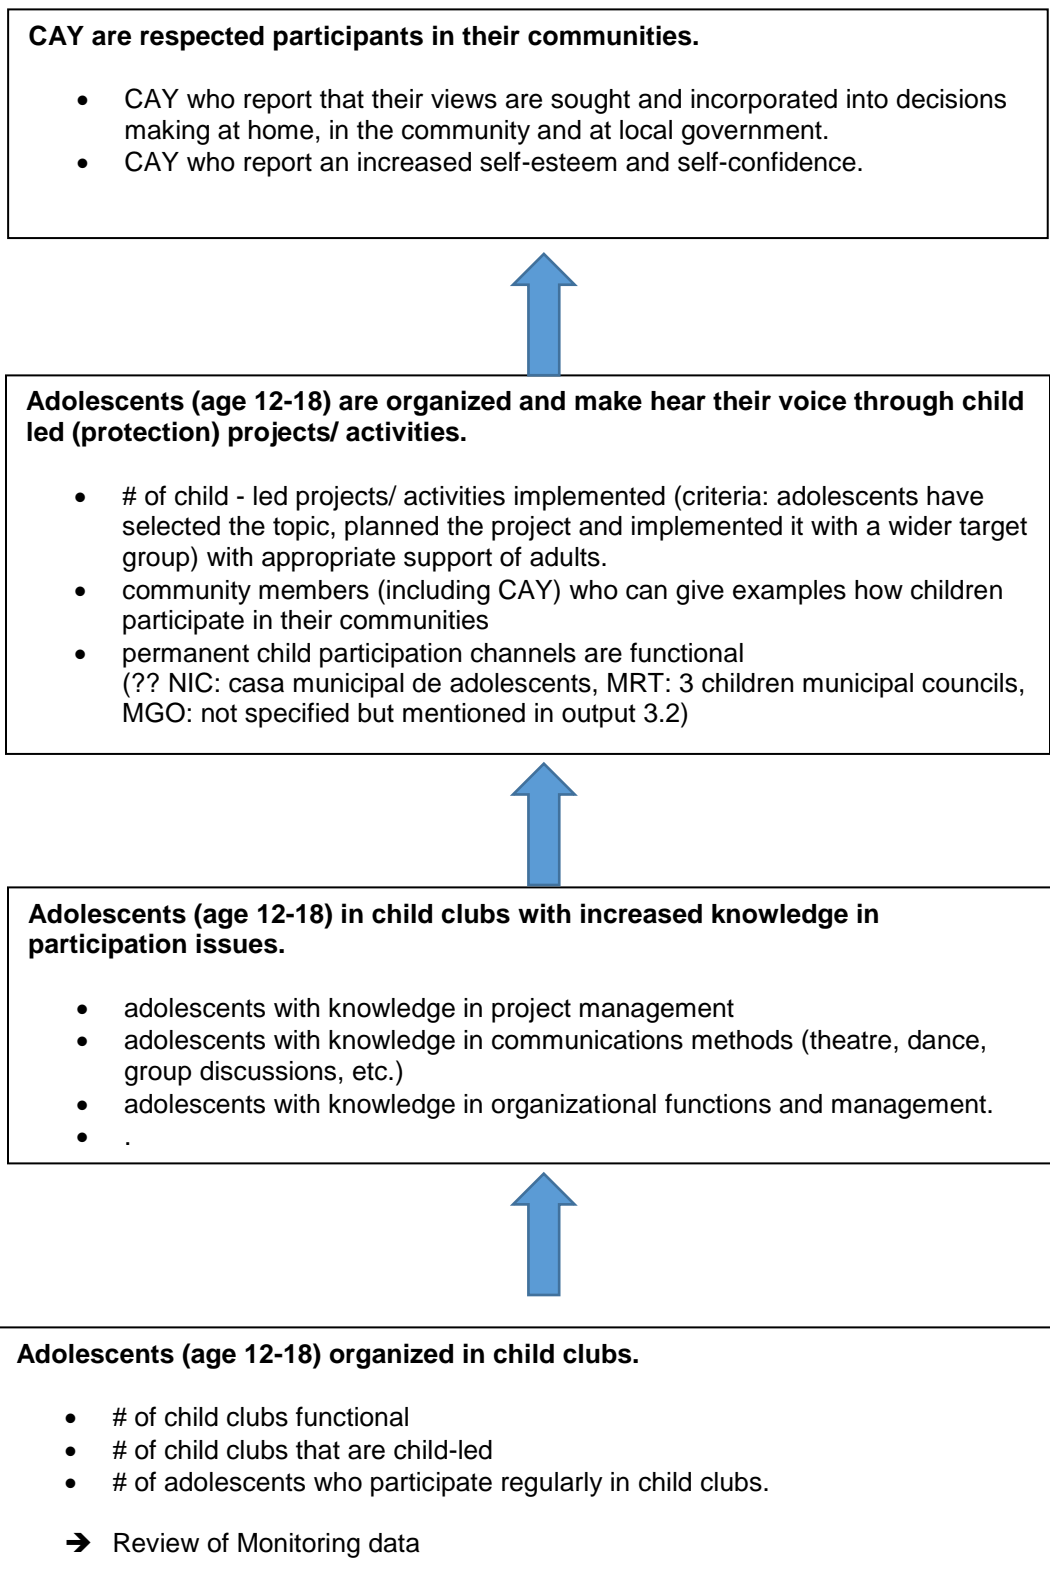 CAY are respected participants in their communities.
• CAY who report that their views are sought and incorporated into decisions
making at home, in the community and at local government.
• CAY who report an increased self-esteem and self-confidence.
Adolescents (age 12-18) are organized and make hear their voice through child
led (protection) projects/ activities.
• # of child - led projects/ activities implemented (criteria: adolescents have
selected the topic, planned the project and implemented it with a wider target
group) with appropriate support of adults.
• community members (including CAY) who can give examples how children
participate in their communities
• permanent child participation channels are functional
(?? NIC: casa municipal de adolescents, MRT: 3 children municipal councils,
MGO: not specified but mentioned in output 3.2)
Adolescents (age 12-18) in child clubs with increased knowledge in
participation issues.
• adolescents with knowledge in project management
• adolescents with knowledge in communications methods (theatre, dance,
group discussions, etc.)
• adolescents with knowledge in organizational functions and management.
• .
Adolescents (age 12-18) organized in child clubs.
• # of child clubs functional
• # of child clubs that are child-led
• # of adolescents who participate regularly in child clubs.
➔ Review of Monitoring data